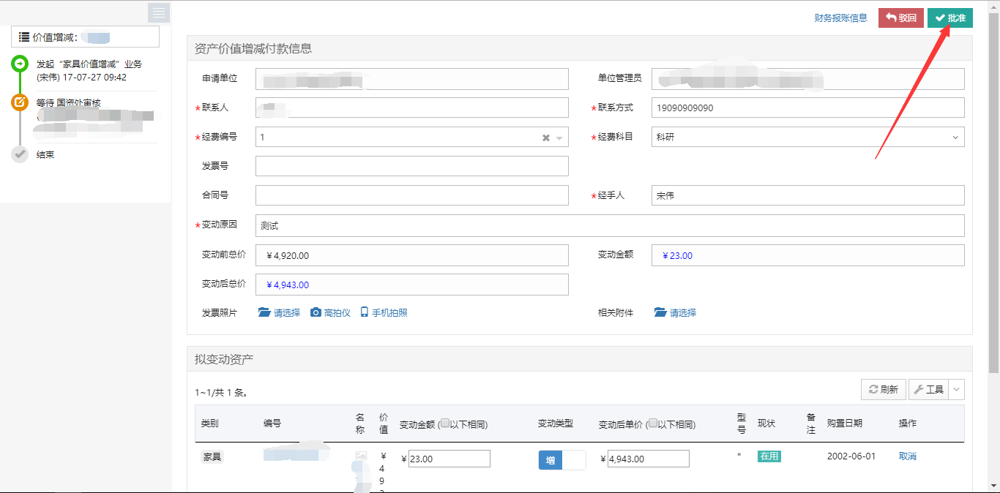 财务报账信息 驳回 批准
价值增减：
发起“家具价值增减”业务
(宋伟) 17-07-27 09:42
等待 国资处审核
结束
资产价值增减付款信息
申请单位 单位管理员
*联系人 *联系方式 19090909090
*经费编号 1 *经费科目 科研
发票号
合同号 *经手人 宋伟
*变动原因 测试
变动前总价 ￥4,920.00 变动金额 ￥23.00
变动后总价 ￥4,943.00
发票照片 请选择 高拍仪 手机拍照 相关附件 请选择
拟变动资产
1~1/共 1 条。 刷新 工具
类别 编号 名称 价值 变动金额 (以下相同) 变动类型 变动后单价 (以下相同) 型号 现状 备注 购置日期 操作
家具 ￥49 ￥23.00 增 ￥4,943.00 * 在用 2002-06-01 取消